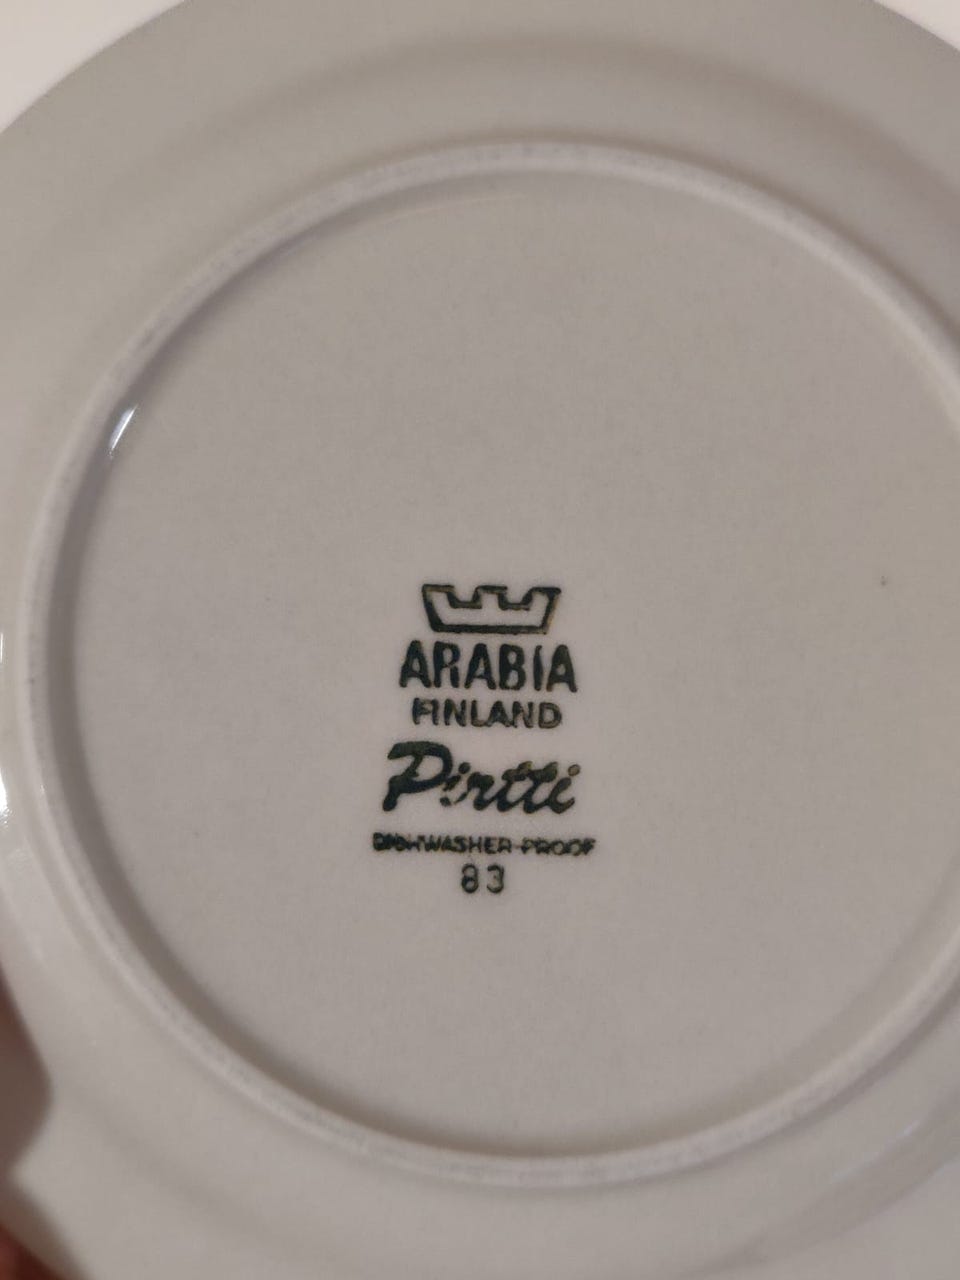 ARABIA
FINLAND
Pirtti
DISHWASHER-PROOF
83